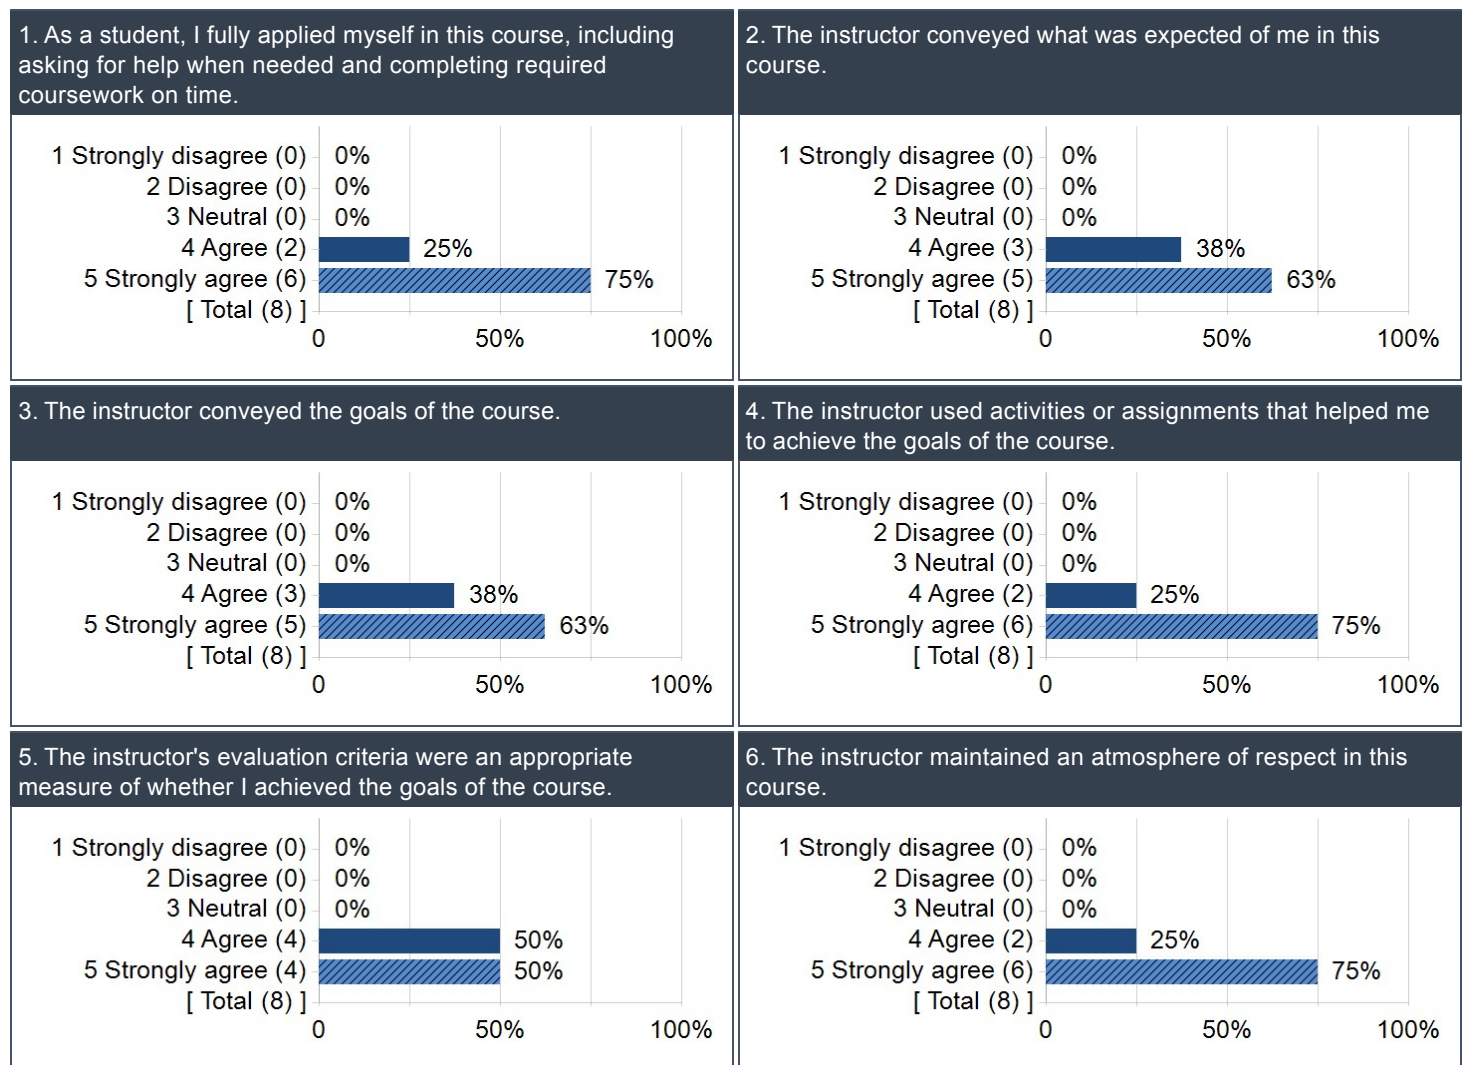 1. As a student, I fully applied myself in this course, including
asking for help when needed and completing required
coursework on time.
1 Strongly disagree (0) 0%
2 Disagree (0) 0%
3 Neutral (0) 0%
4 Agree (2) 25%
5 Strongly agree (6) 75%
[ Total (8) ]
0 50% 100%
2. The instructor conveyed what was expected of me in this
course.
1 Strongly disagree (0) 0%
2 Disagree (0) 0%
3 Neutral (0) 0%
4 Agree (3) 38%
5 Strongly agree (5) 63%
[ Total (8) ]
0 50% 100%
3. The instructor conveyed the goals of the course.
1 Strongly disagree (0) 0%
2 Disagree (0) 0%
3 Neutral (0) 0%
4 Agree (3) 38%
5 Strongly agree (5) 63%
[ Total (8) ]
0 50% 100%
4. The instructor used activities or assignments that helped me
to achieve the goals of the course.
1 Strongly disagree (0) 0%
2 Disagree (0) 0%
3 Neutral (0) 0%
4 Agree (2) 25%
5 Strongly agree (6) 75%
[ Total (8) ]
0 50% 100%
5. The instructor's evaluation criteria were an appropriate
measure of whether I achieved the goals of the course.
1 Strongly disagree (0) 0%
2 Disagree (0) 0%
3 Neutral (0) 0%
4 Agree (4) 50%
5 Strongly agree (4) 50%
[ Total (8) ]
0 50% 100%
6. The instructor maintained an atmosphere of respect in this
course.
1 Strongly disagree (0) 0%
2 Disagree (0) 0%
3 Neutral (0) 0%
4 Agree (2) 25%
5 Strongly agree (6) 75%
[ Total (8) ]
0 50% 100%